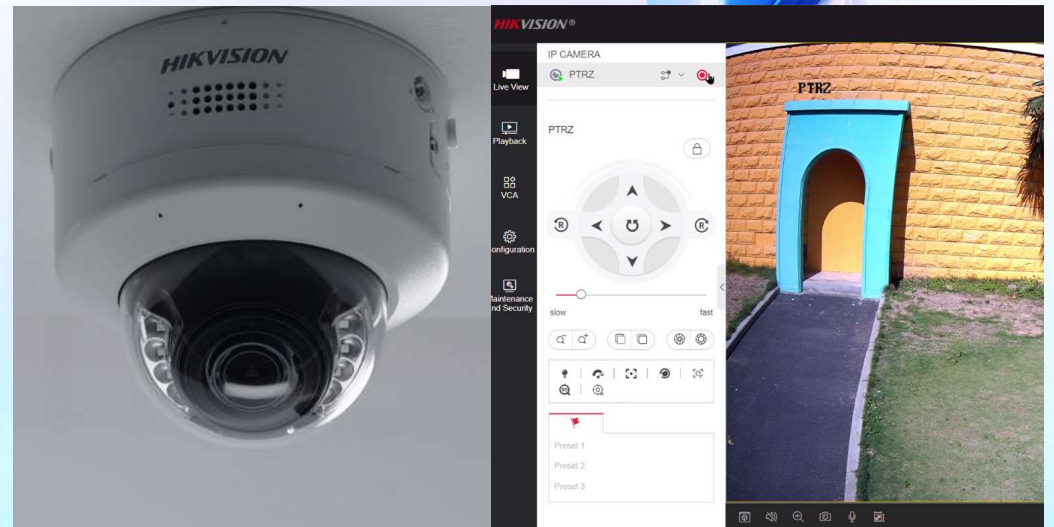 HIKVISION
HIKVISION®
IP CAMERA
PTRZ
Live View
Playback
VCA
onfiguration
aintenance
nd Security
PTRZ
R
R
slow
fast
Preset 1
Preset 2
Preset 3
PTRZ